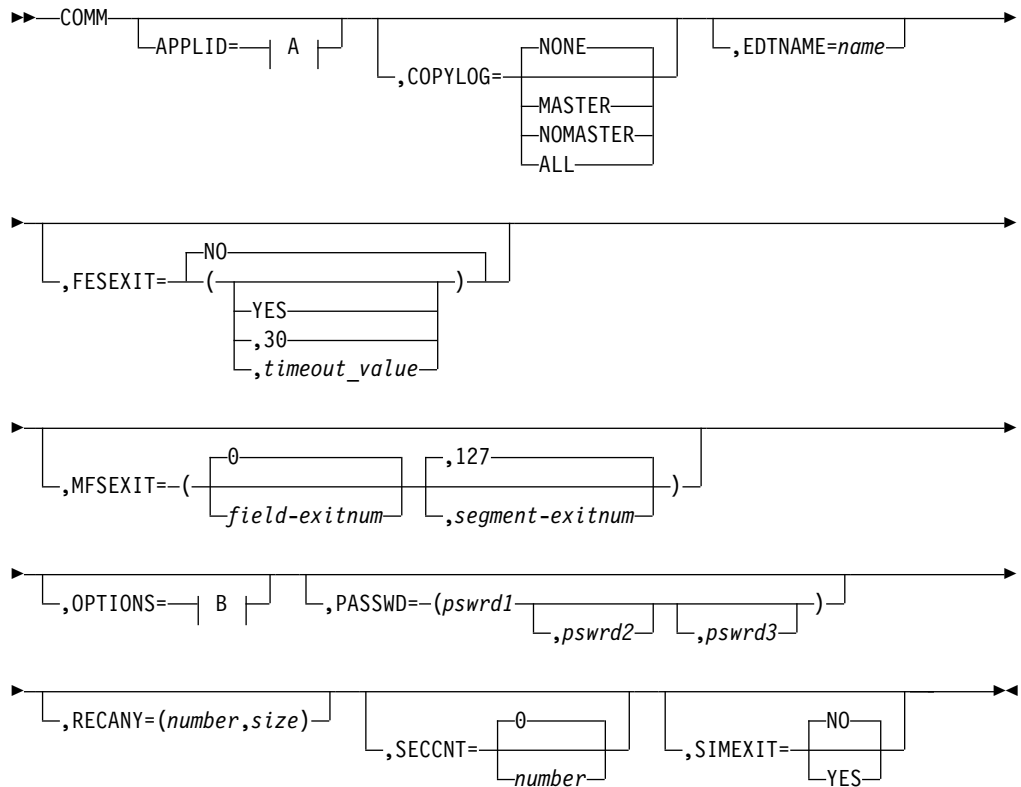 COMM
APPLID= A
,COPYLOG=
NONE
MASTER
NOMASTER
ALL
,EDTNAME=name
,FESEXIT=
NO
( )
YES
,30
,timeout_value
,MFSEXIT=(
0
field-exitnum
,127
,segment-exitnum
)
,OPTIONS= B
,PASSWD=(pswrd1
,pswrd2
,pswrd3
)
,RECANY=(number,size)
,SECCNT=
0
number
,SIMEXIT=
NO
YES